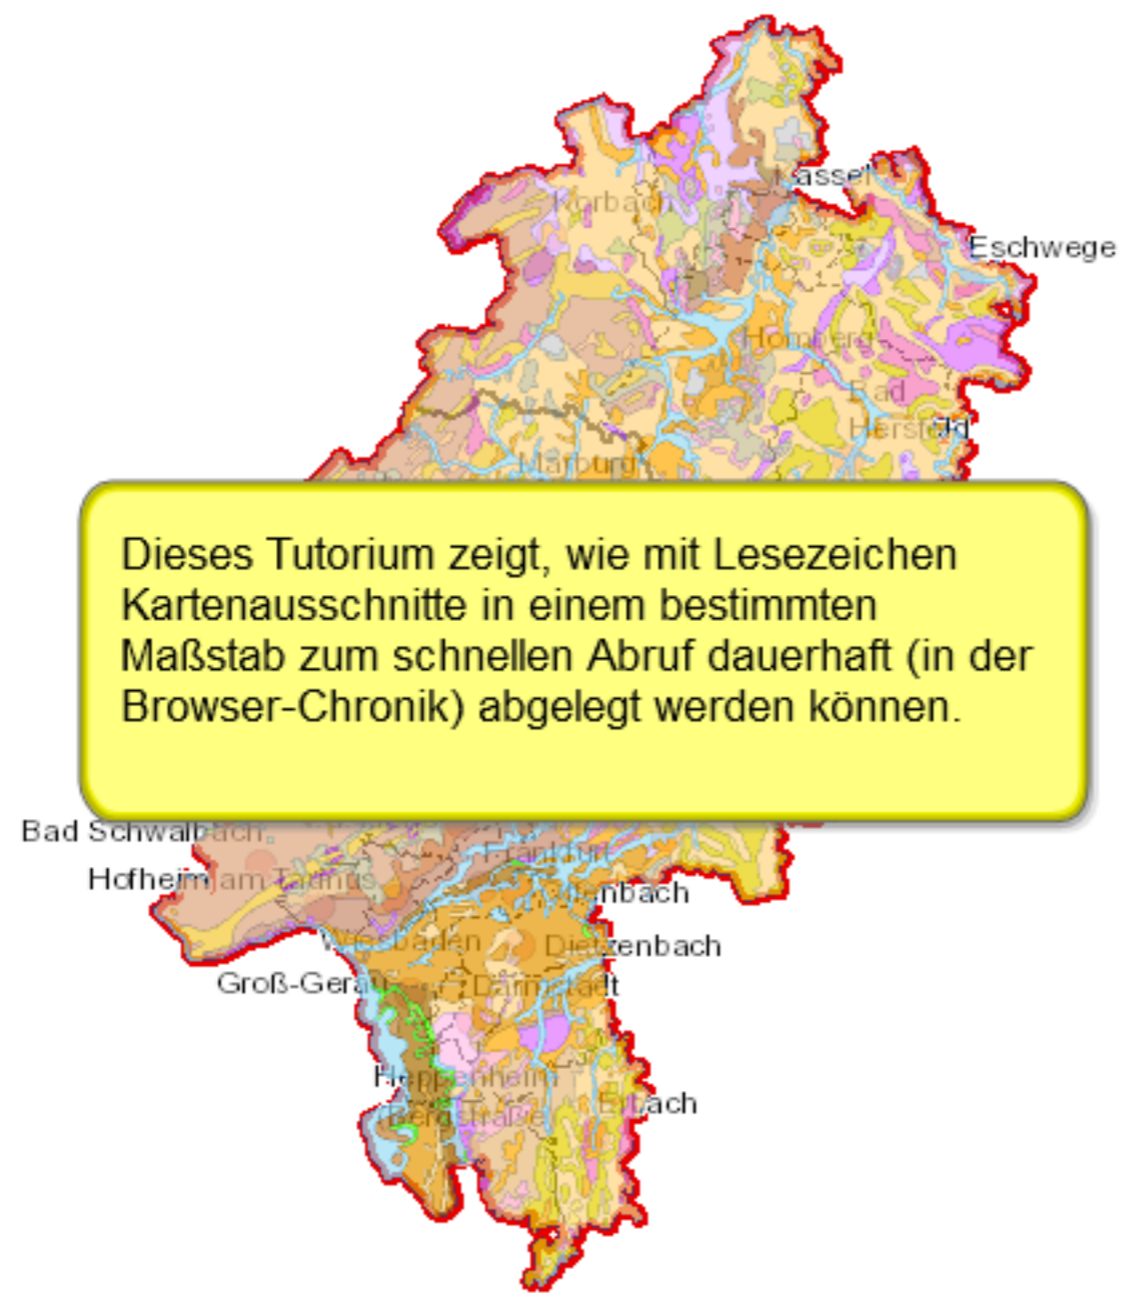 Kassel
Korbach
Eschwege
Homberg
Bad
Hersfeld
Marburg
Dieses Tutorium zeigt, wie mit Lesezeichen
Kartenausschnitte in einem bestimmten
Maßstab zum schnellen Abruf dauerhaft (in der
Browser-Chronik) abgelegt werden können.
Bad Schwalbach
Frankfurt
Hofheim am Taunus
Offenbach
Wiesbaden
Dietzenbach
Groß-Gerau
Darmstadt
Heppenheim
(Bergstraße)
Erbach